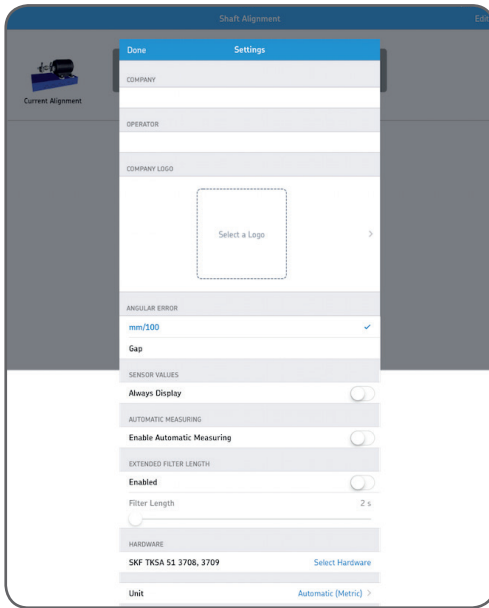 Shaft Alignment
Edit
Current Alignment
Done
Settings
COMPANY
OPERATOR
COMPANY LOGO
Select a Logo
ANGULAR ERROR
mm/100
Gap
SENSOR VALUES
Always Display
AUTOMATIC MEASURING
Enable Automatic Measuring
EXTENDED FILTER LENGTH
Enabled
Filter Length 2 s
HARDWARE
SKF TKSA 51 3708, 3709 Select Hardware
Unit Automatic (Metric)